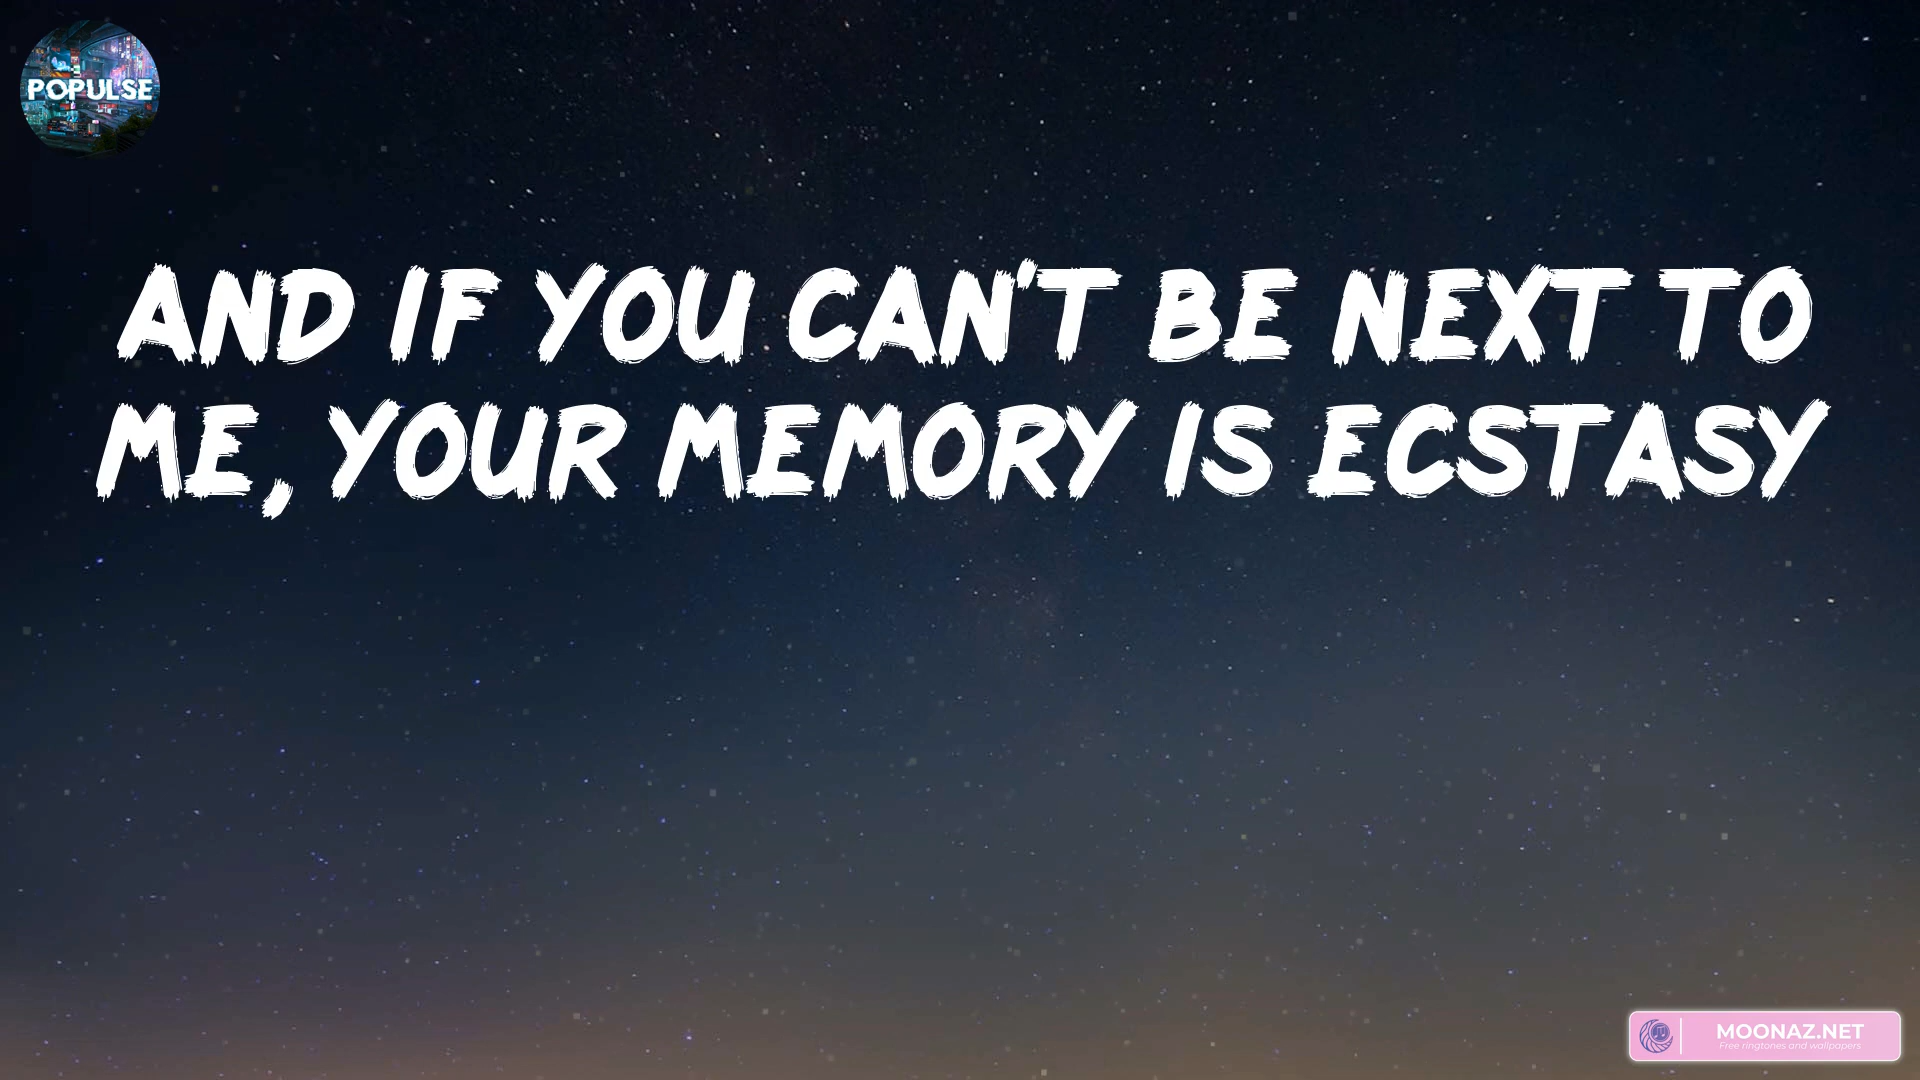 POPULSE
AND IF YOU CAN'T BE NEXT TO
ME, YOUR MEMORY IS ECSTASY
MOONAZ.NET
Free ringtones and wallpapers